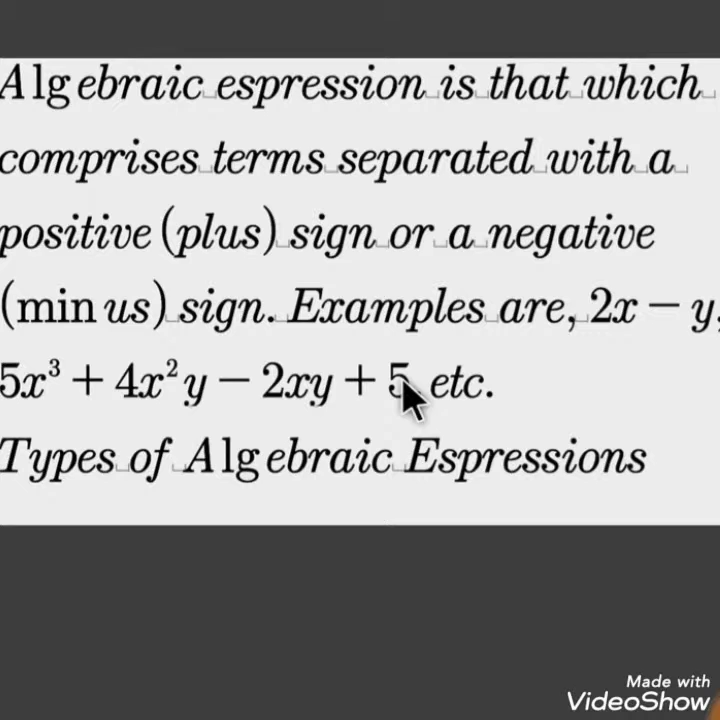 Algebraic espression is that which
comprises terms separated with a
positive (plus) sign or a negative
(minus) sign. Examples are, 2x − y,
5x³ + 4x²y − 2xy + 5 etc.
Types of Algebraic Espressions
Made with
VideoShow